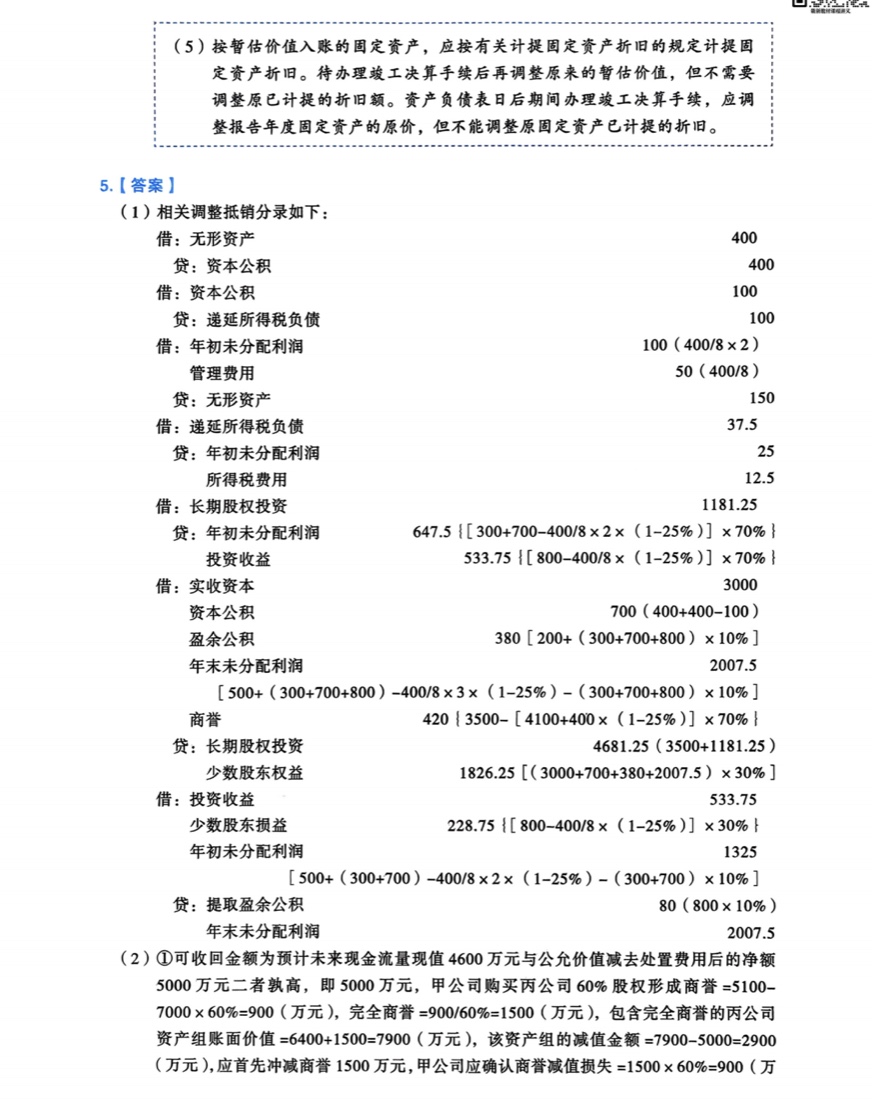 （5）按暂估价值入账的固定资产，应按有关计提固定资产折旧的规定计提固
定资产折旧。待办理竣工决算手续后再调整原来的暂估价值，但不需要
调整原已计提的折旧额。资产负债表日后期间办理竣工决算手续，应调
整报告年度固定资产的原价，但不能调整原固定资产已计提的折旧。
5.【答案】
（1）相关调整抵销分录如下：
借：无形资产 400
贷：资本公积 400
借：资本公积 100
贷：递延所得税负债 100
借：年初未分配利润 100（400/8×2）
管理费用 50（400/8）
贷：无形资产 150
借：递延所得税负债 37.5
贷：年初未分配利润 25
所得税费用 12.5
借：长期股权投资 1181.25
贷：年初未分配利润 647.5｛［300+700-400/8×2×（1-25%）］×70%｝
投资收益 533.75｛［800-400/8×（1-25%）］×70%｝
借：实收资本 3000
资本公积 700（400+400-100）
盈余公积 380［200+（300+700+800）×10%］
年末未分配利润 2007.5
［500+（300+700+800）-400/8×3×（1-25%）-（300+700+800）×10%］
商誉 420｛3500-［4100+400×（1-25%）］×70%｝
贷：长期股权投资 4681.25（3500+1181.25）
少数股东权益 1826.25［（3000+700+380+2007.5）×30%］
借：投资收益 533.75
少数股东损益 228.75｛［800-400/8×（1-25%）］×30%｝
年初未分配利润 1325
［500+（300+700）-400/8×2×（1-25%）-（300+700）×10%］
贷：提取盈余公积 80（800×10%）
年末未分配利润 2007.5
（2）①可收回金额为预计未来现金流量现值 4600 万元与公允价值减去处置费用后的净额
5000 万元二者孰高，即 5000 万元，甲公司购买丙公司 60% 股权形成商誉 =5100-
7000×60%=900（万元），完全商誉 =900/60%=1500（万元），包含完全商誉的丙公司
资产组账面价值 =6400+1500=7900（万元），该资产组的减值金额 =7900-5000=2900
（万元），应首先冲减商誉 1500 万元，甲公司应确认商誉减值损失 =1500×60%=900（万